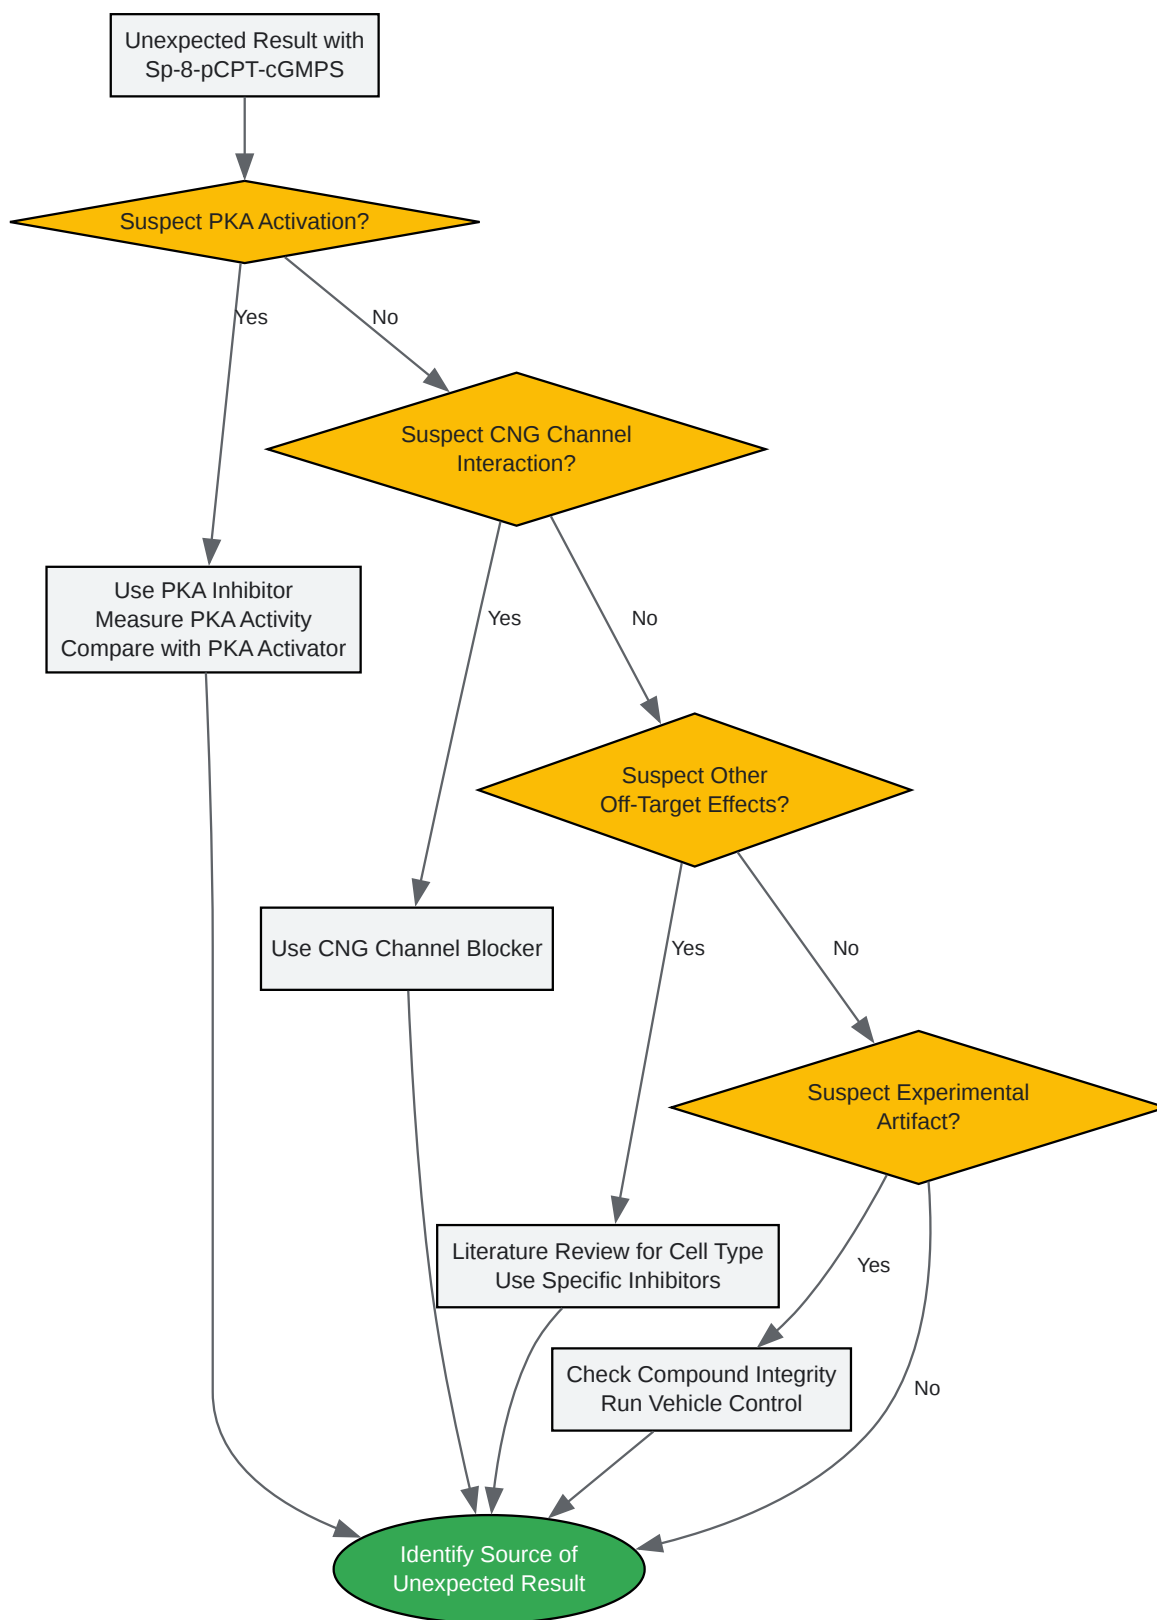 Unexpected Result with
Sp-8-pCPT-cGMPS
Suspect PKA Activation?
Yes
No
Suspect CNG Channel
Interaction?
Use PKA Inhibitor
Measure PKA Activity
Compare with PKA Activator
Yes
No
Suspect Other
Off-Target Effects?
Use CNG Channel Blocker
Yes
No
Suspect Experimental
Artifact?
Literature Review for Cell Type
Use Specific Inhibitors
Yes
Check Compound Integrity
Run Vehicle Control
No
Identify Source of
Unexpected Result